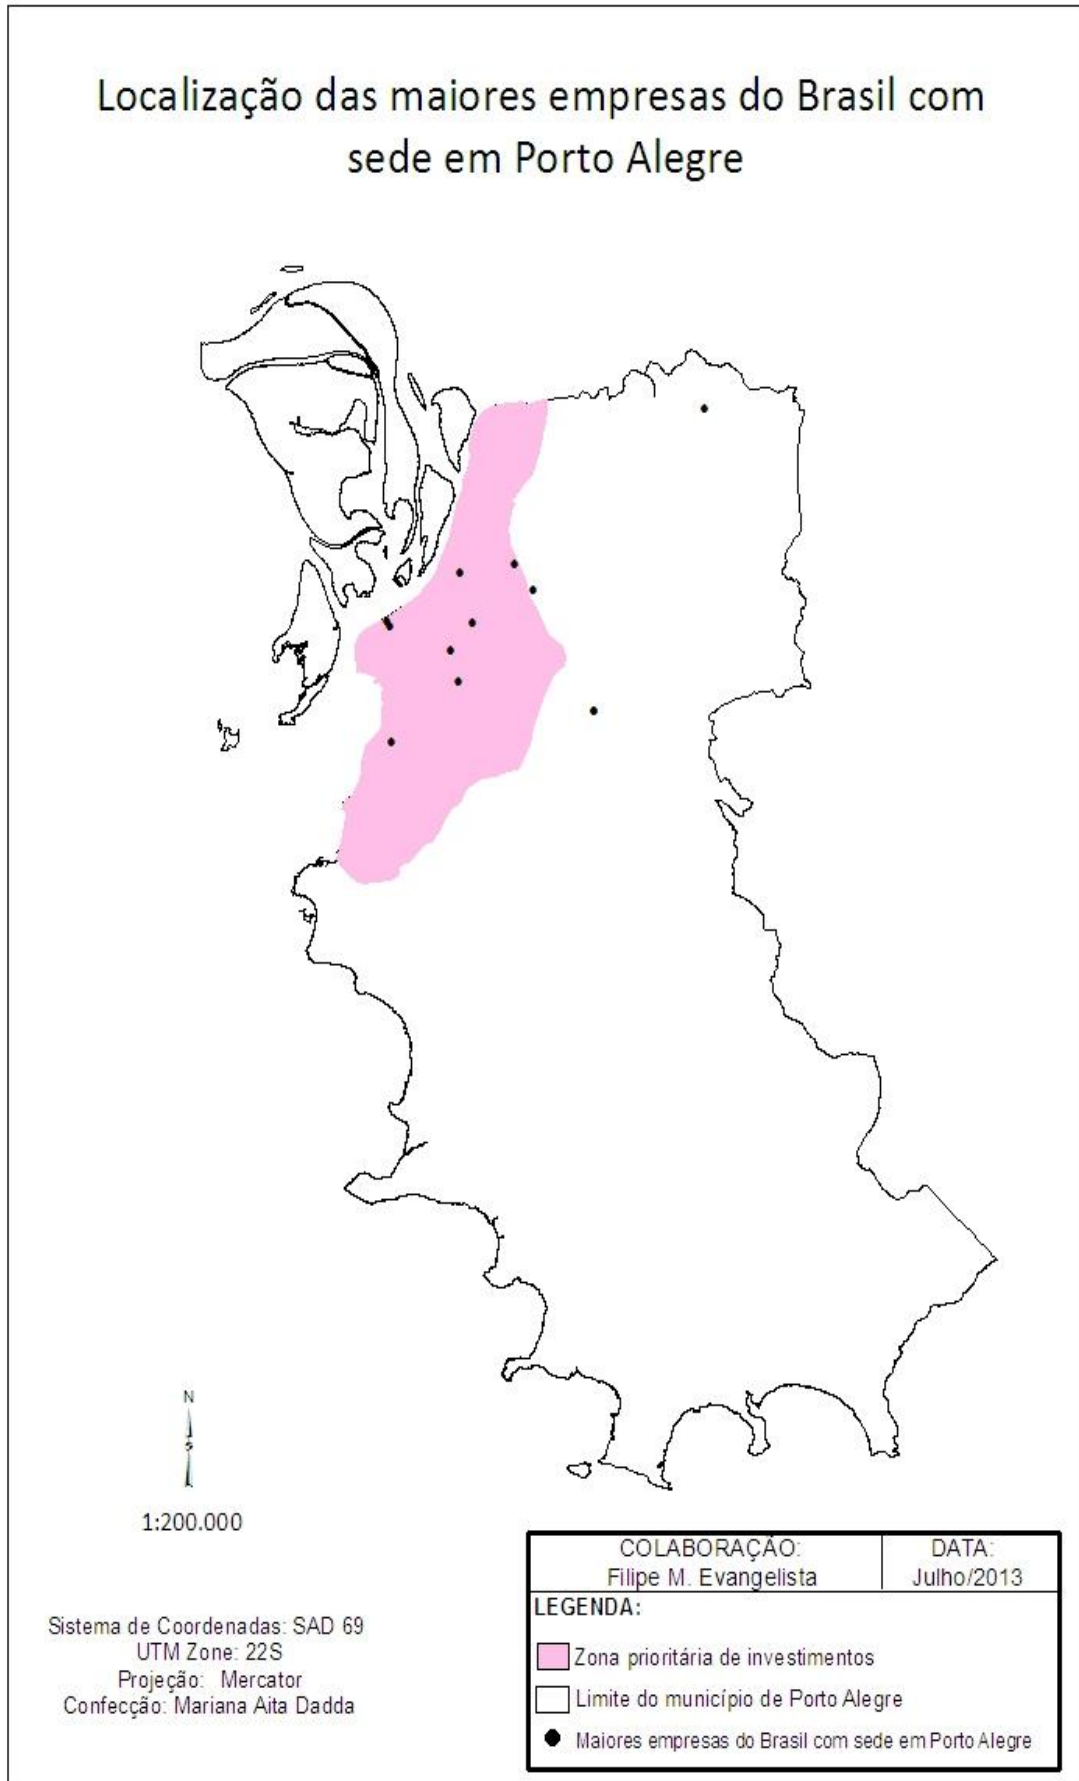 Localização das maiores empresas do Brasil com
sede em Porto Alegre
N
1:200.000
Sistema de Coordenadas: SAD 69
UTM Zone: 22S
Projeção: Mercator
Confecção: Mariana Aita Dadda
COLABORAÇÃO:
Filipe M. Evangelista
DATA:
Julho/2013
LEGENDA:
Zona prioritária de investimentos
Limite do município de Porto Alegre
Maiores empresas do Brasil com sede em Porto Alegre